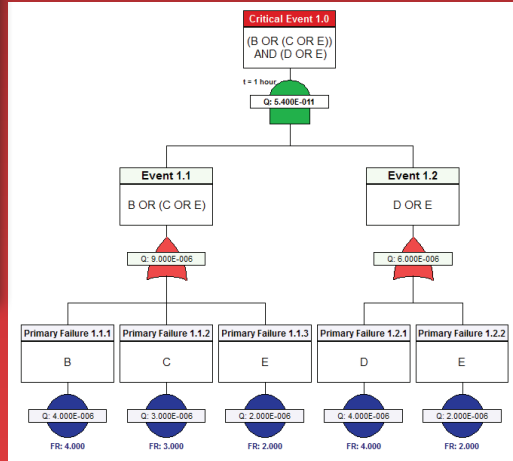 Critical Event 1.0
(B OR (C OR E))
AND (D OR E)
t = 1 hour
Q: 5.400E-011
Event 1.1
B OR (C OR E)
Q: 9.000E-006
Event 1.2
D OR E
Q: 6.000E-006
Primary Failure 1.1.1
B
Q: 4.000E-006
FR: 4.000
Primary Failure 1.1.2
C
Q: 3.000E-006
FR: 3.000
Primary Failure 1.1.3
E
Q: 2.000E-006
FR: 2.000
Primary Failure 1.2.1
D
Q: 4.000E-006
FR: 4.000
Primary Failure 1.2.2
E
Q: 2.000E-006
FR: 2.000